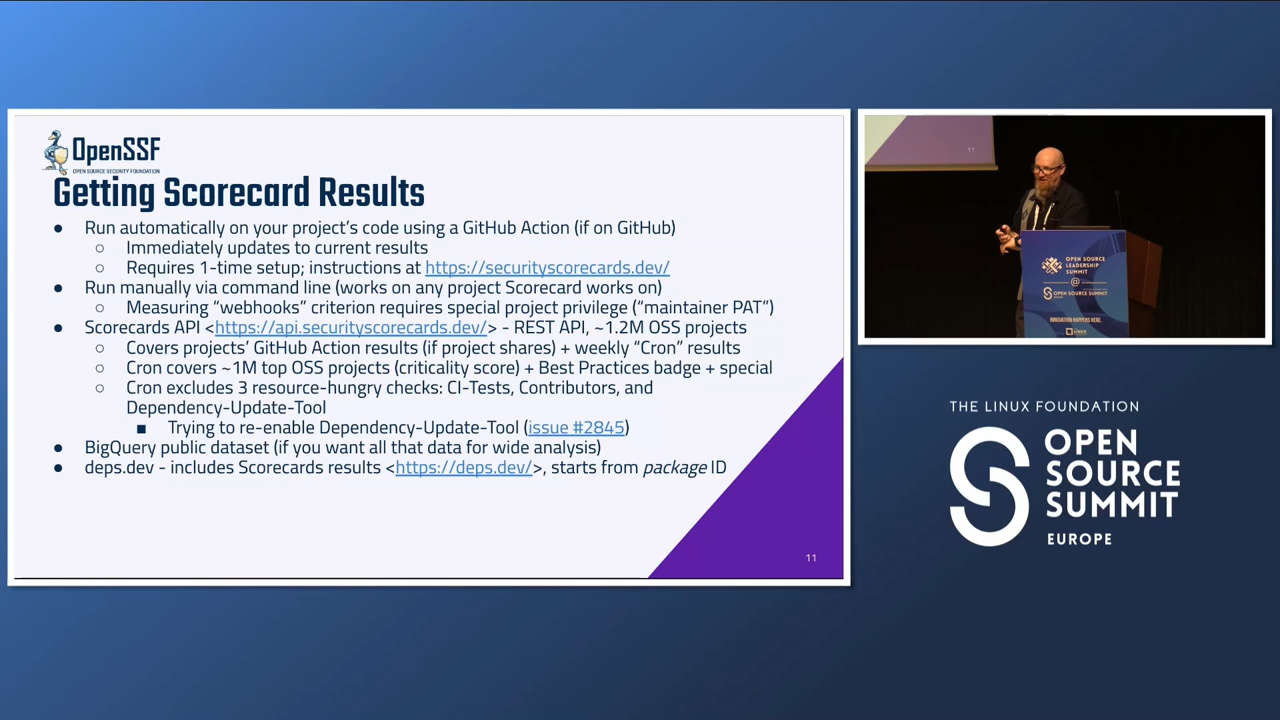 OpenSSF
OPEN SOURCE SECURITY FOUNDATION
Getting Scorecard Results
● Run automatically on your project's code using a GitHub Action (if on GitHub)
○ Immediately updates to current results
○ Requires 1-time setup; instructions at https://securityscorecards.dev/
● Run manually via command line (works on any project Scorecard works on)
○ Measuring “webhooks” criterion requires special project privilege (“maintainer PAT”)
● Scorecards API <https://api.securityscorecards.dev/> - REST API, ~1.2M OSS projects
○ Covers projects' GitHub Action results (if project shares) + weekly “Cron” results
○ Cron covers ~1M top OSS projects (criticality score) + Best Practices badge + special
○ Cron excludes 3 resource-hungry checks: CI-Tests, Contributors, and
Dependency-Update-Tool
■ Trying to re-enable Dependency-Update-Tool (issue #2845)
● BigQuery public dataset (if you want all that data for wide analysis)
● deps.dev - includes Scorecards results <https://deps.dev/>, starts from package ID
11
11
OPEN SOURCE
LEADERSHIP
SUMMIT
@
OPEN SOURCE SUMMIT
INNOVATION HAPPENS HERE.
LINUX
THE LINUX FOUNDATION
OPEN
SOURCE
SUMMIT
EUROPE